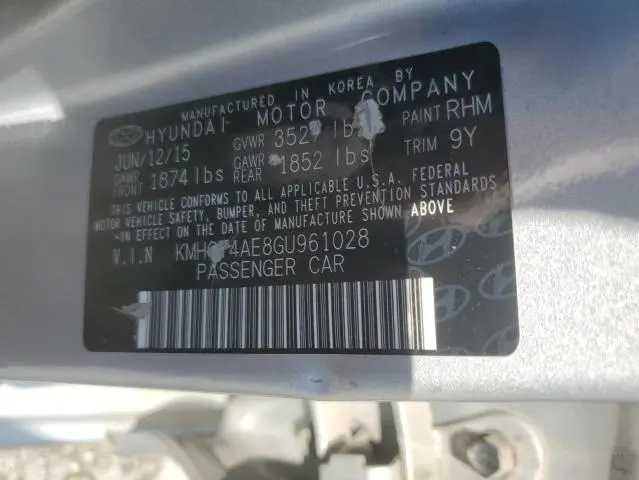 MANUFACTURED IN KOREA BY
HYUNDAI MOTOR COMPANY
JUN/12/15 GVWR 3527 lbs PAINT RHM
GAWR FRONT 1874 lbs GAWR REAR 1852 lbs TRIM 9Y
THIS VEHICLE CONFORMS TO ALL APPLICABLE U.S.A. FEDERAL
MOTOR VEHICLE SAFETY, BUMPER, AND THEFT PREVENTION STANDARDS
IN EFFECT ON THE DATE OF MANUFACTURE SHOWN ABOVE
V.I.N 4AE8GU961028
PASSENGER CAR